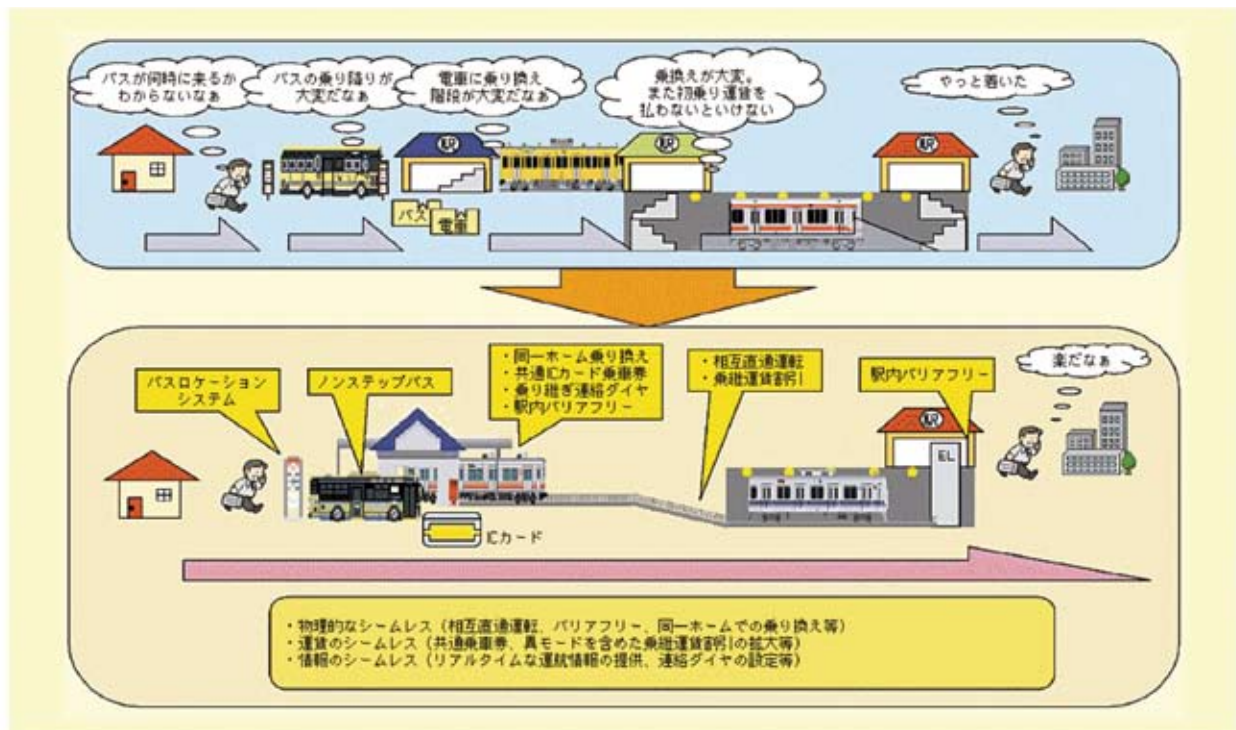 バスが何時に来るか
わからないなぁ
バスの乗り降りが
大変だなぁ
電車に乗り換え
階段が大変だなぁ
乗換えが大変。
また初乗り運賃を
払わないといけない
やっと着いた
駅
駅
駅
バス
電車
バスロケーション
システム
ノンステップバス
・同一ホーム乗り換え
・共通ICカード乗車券
・乗り継ぎ連絡ダイヤ
・駅内バリアフリー
・相互直通運転
・乗継運賃割引
駅内バリアフリー
楽だなぁ
駅
EL
ICカード
・物理的なシームレス（相互直通運転、バリアフリー、同一ホームでの乗り換え等）
・運賃のシームレス（共通乗車券、異モードを含めた乗継運賃割引の拡大等）
・情報のシームレス（リアルタイムな運航情報の提供、連絡ダイヤの設定等）